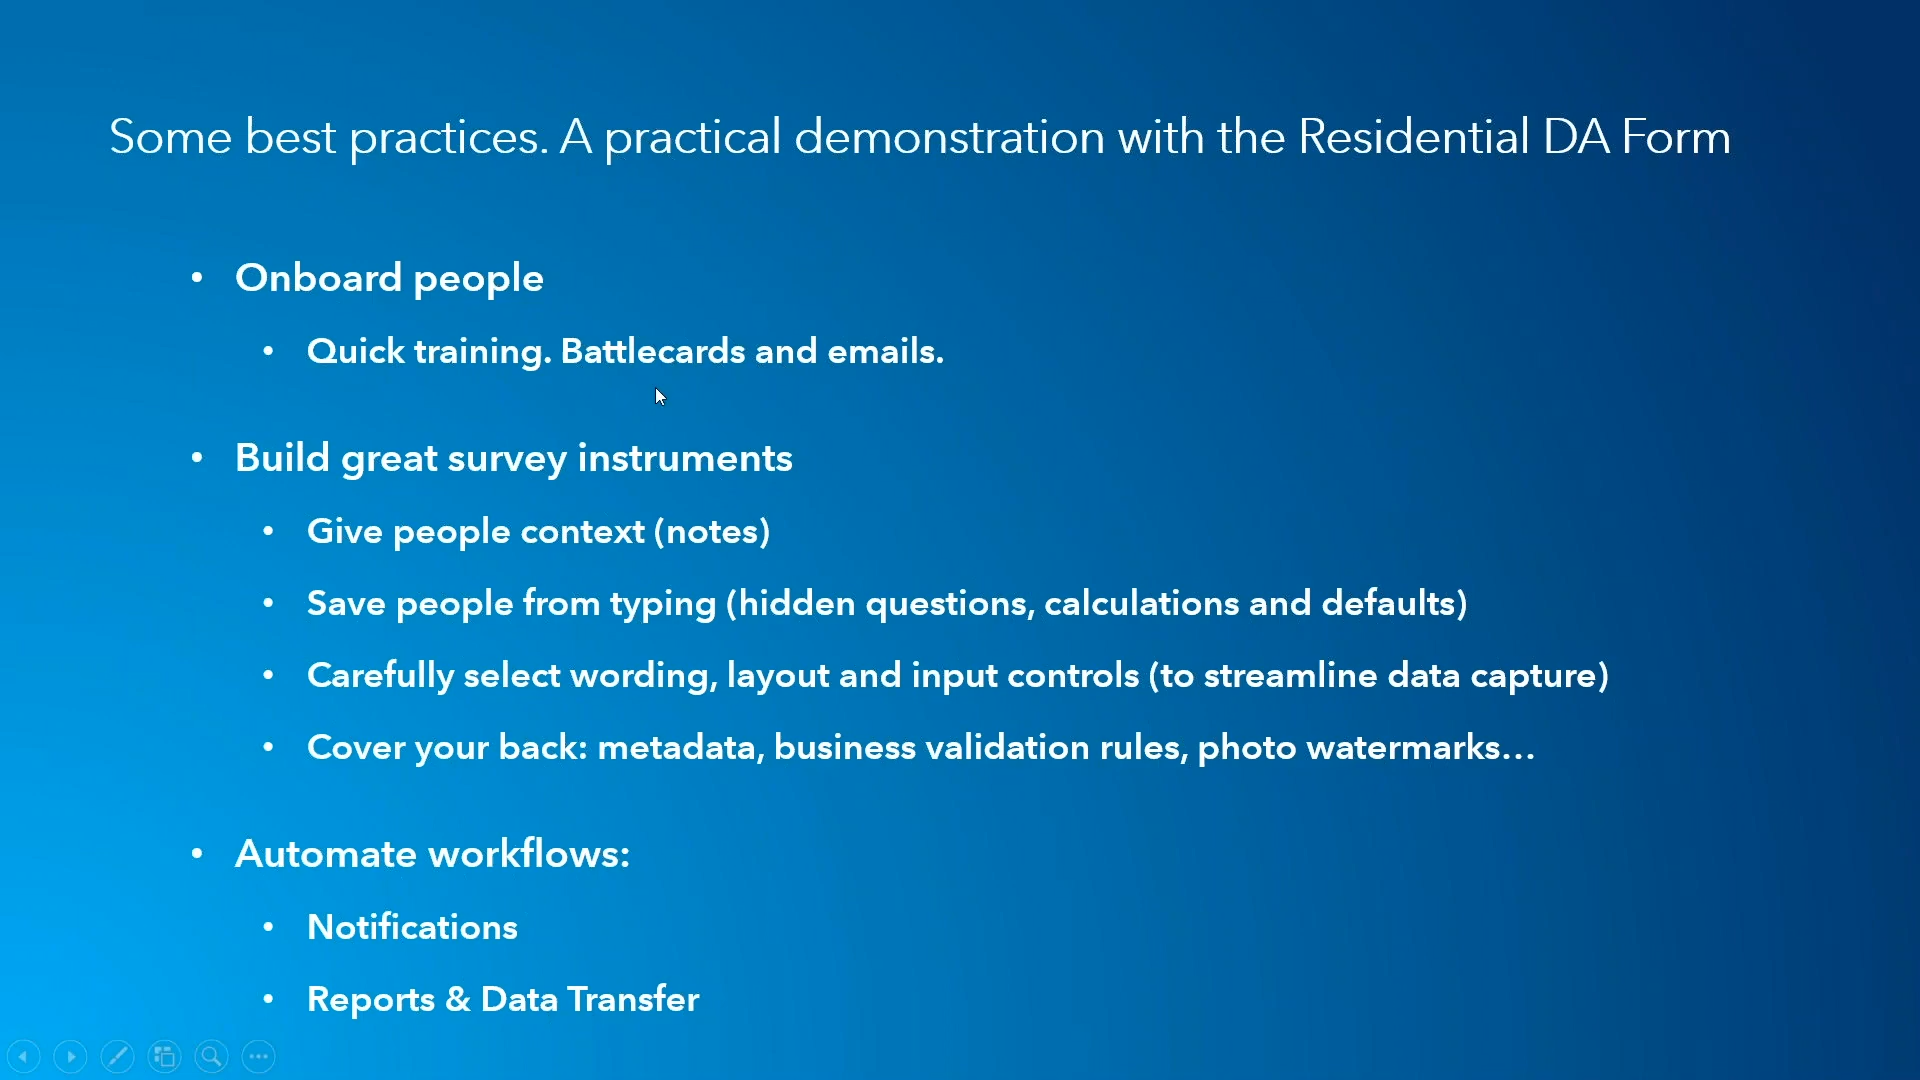 Some best practices. A practical demonstration with the Residential DA Form
• Onboard people
• Quick training. Battlecards and emails.
• Build great survey instruments
• Give people context (notes)
• Save people from typing (hidden questions, calculations and defaults)
• Carefully select wording, layout and input controls (to streamline data capture)
• Cover your back: metadata, business validation rules, photo watermarks…
• Automate workflows:
• Notifications
• Reports & Data Transfer